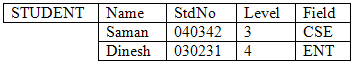 STUDENT Name StdNo Level Field
Saman 040342 3 CSE
Dinesh 030231 4 ENT